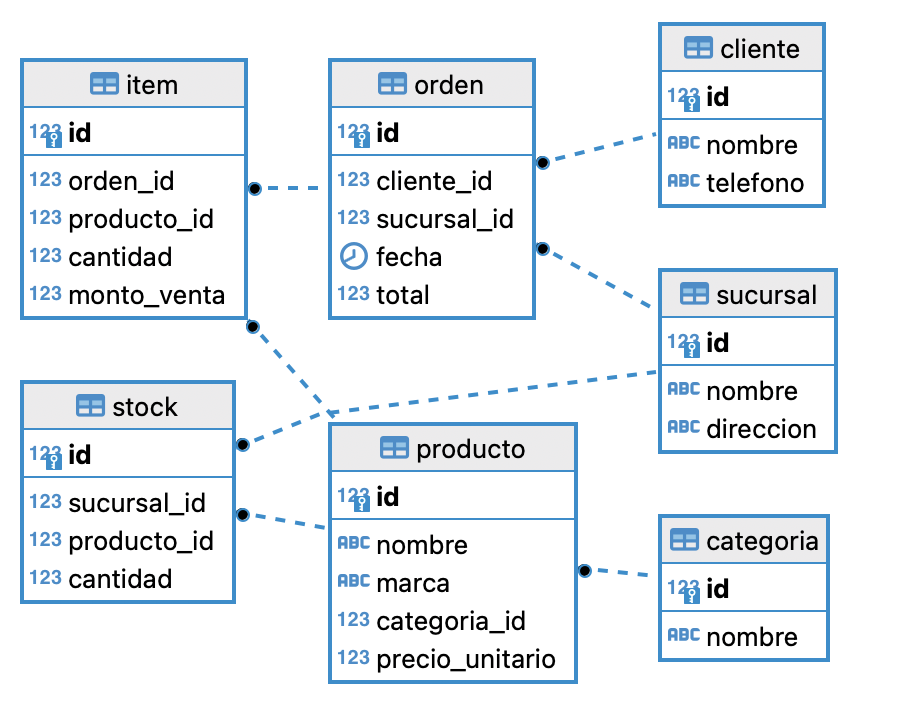 item
123 id
123 orden_id
123 producto_id
123 cantidad
123 monto_venta
orden
123 id
123 cliente_id
123 sucursal_id
fecha
123 total
cliente
123 id
ABC nombre
ABC telefono
sucursal
123 id
ABC nombre
ABC direccion
stock
123 id
123 sucursal_id
123 producto_id
123 cantidad
producto
123 id
ABC nombre
ABC marca
123 categoria_id
123 precio_unitario
categoria
123 id
ABC nombre